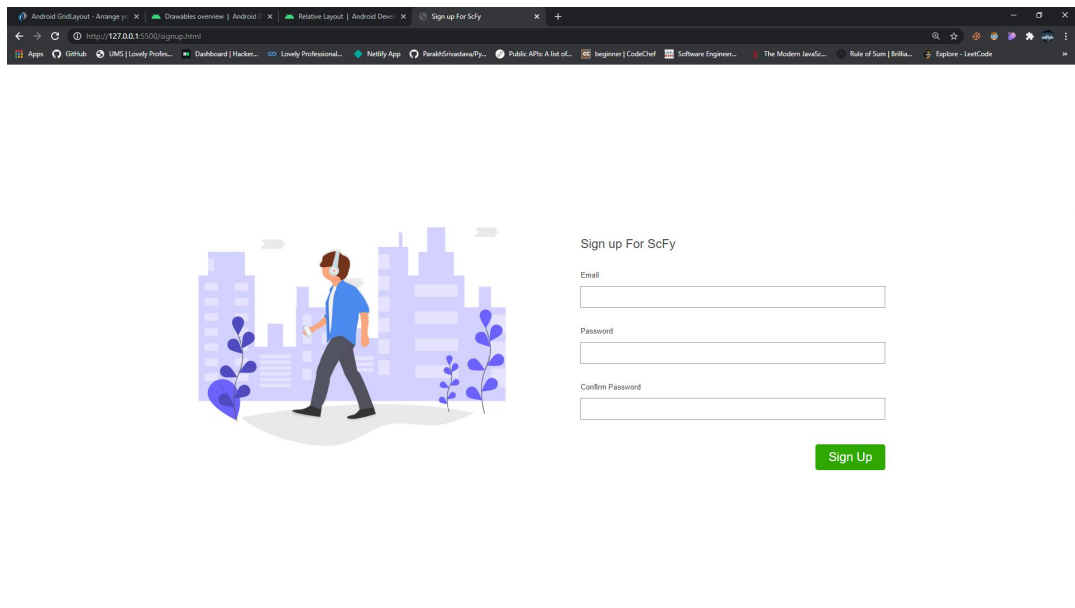 Android GridLayout - Arrange yo
Drawables overview | Android D
Relative Layout | Android Devel
Sign up For ScFy
http://127.0.0.1:5500/signup.html
Apps
GitHub
UMS | Lovely Profes...
Dashboard | Hacker...
Lovely Professional...
Netlify App
ParakhSrivastava/Py...
Public APIs: A list of...
beginner | CodeChef
Software Engineer...
The Modern JavaSc...
Rule of Sum | Brillia...
Explore - LeetCode
Sign up For ScFy
Email
Password
Confirm Password
Sign Up